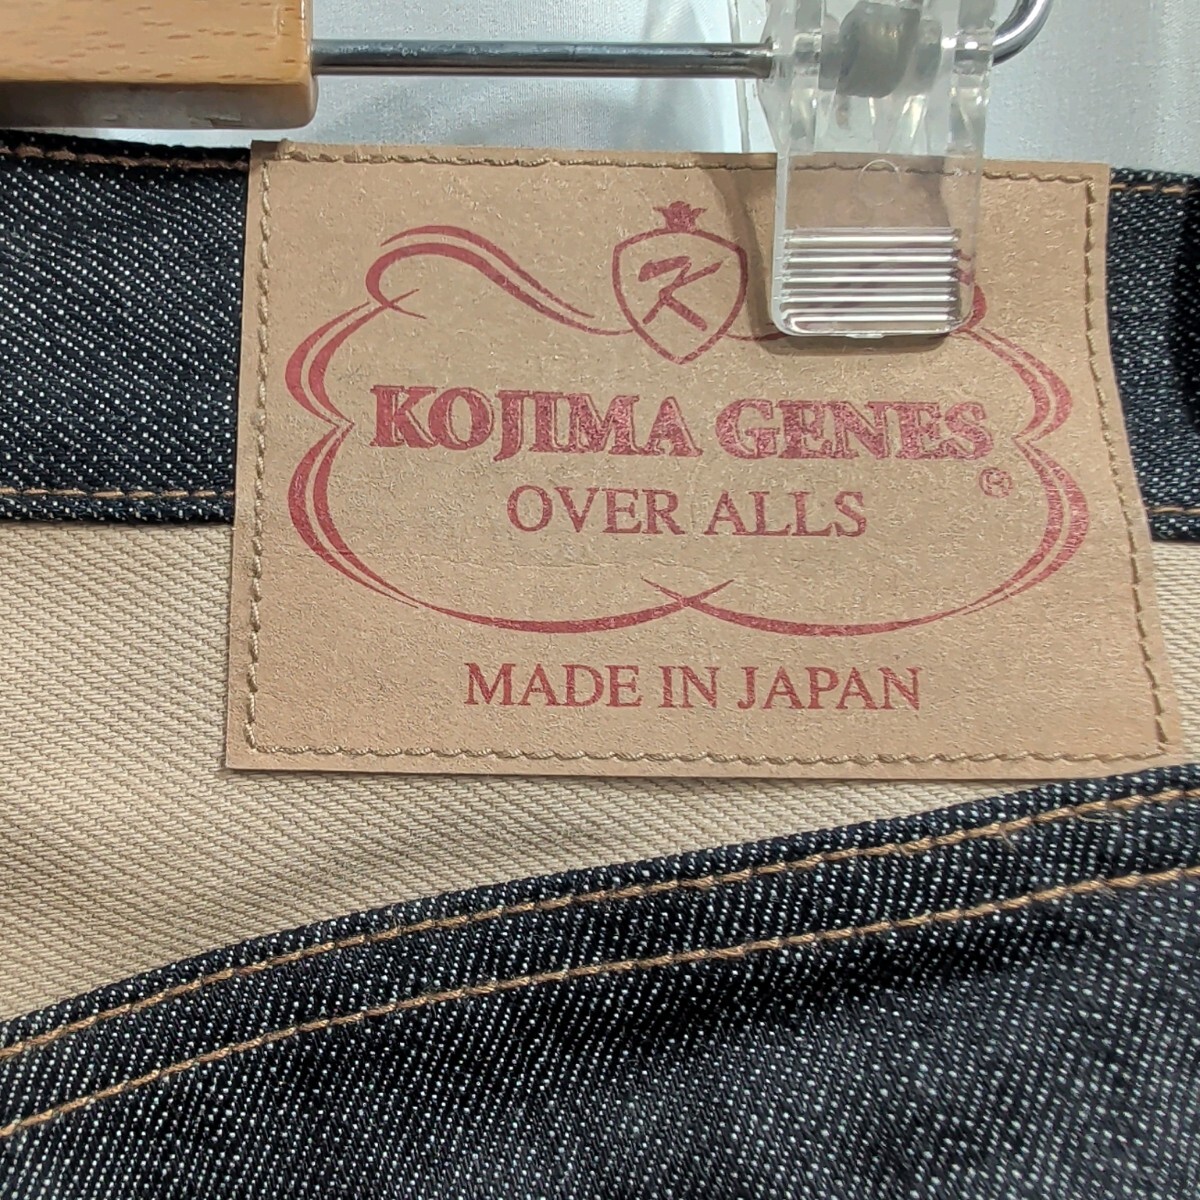 K
KOJIMA GENES
®
OVER ALLS
MADE IN JAPAN